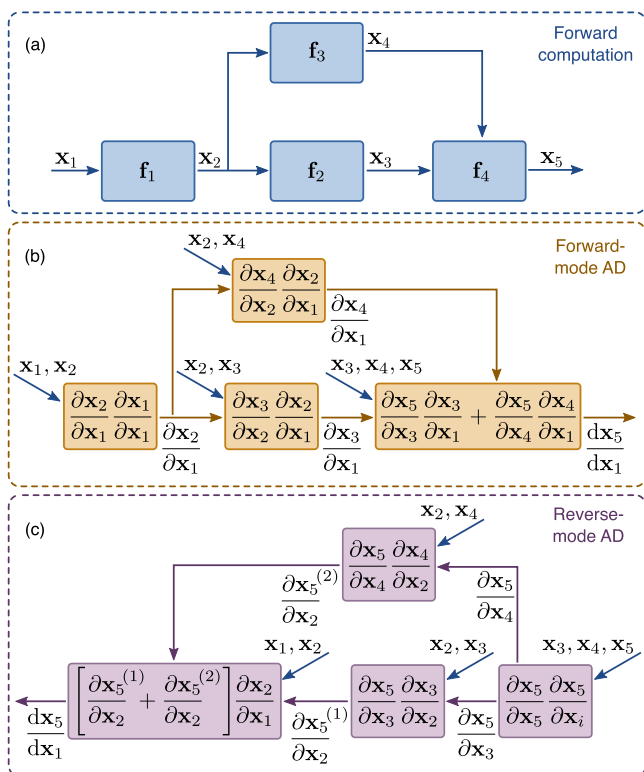 (a)
Forward
computation
f₃
x₄
x₁
f₁
x₂
f₂
x₃
f₄
x₅
(b)
Forward-
mode AD
x₂, x₄
∂x₄/∂x₂ ∂x₂/∂x₁
∂x₄/∂x₁
x₁, x₂
x₂, x₃
x₃, x₄, x₅
∂x₂/∂x₁ ∂x₁/∂x₁
∂x₂/∂x₁
∂x₃/∂x₂ ∂x₂/∂x₁
∂x₃/∂x₁
∂x₅/∂x₃ ∂x₃/∂x₁ + ∂x₅/∂x₄ ∂x₄/∂x₁
dx₅/dx₁
(c)
Reverse-
mode AD
x₂, x₄
∂x₅/∂x₂⁽²⁾
∂x₅/∂x₄ ∂x₄/∂x₂
∂x₅/∂x₄
x₁, x₂
x₂, x₃
x₃, x₄, x₅
dx₅/dx₁
[∂x₅/∂x₂⁽¹⁾ + ∂x₅/∂x₂⁽²⁾] ∂x₂/∂x₁
∂x₅/∂x₂⁽¹⁾
∂x₅/∂x₃ ∂x₃/∂x₂
∂x₅/∂x₃
∂x₅/∂x₅ ∂x₅/∂xᵢ